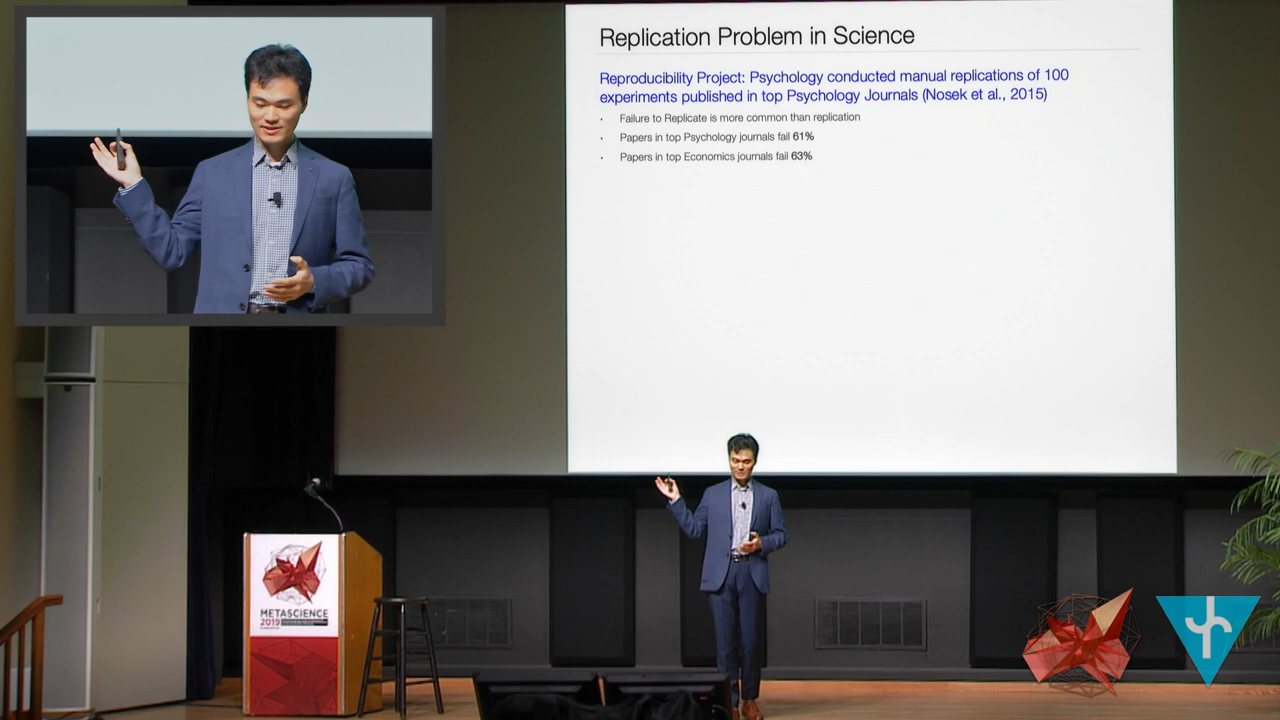 Replication Problem in Science
Reproducibility Project: Psychology conducted manual replications of 100
experiments published in top Psychology Journals (Nosek et al., 2015)
· Failure to Replicate is more common than replication
· Papers in top Psychology journals fail 61%
· Papers in top Economics journals fail 63%
METASCIENCE
2019